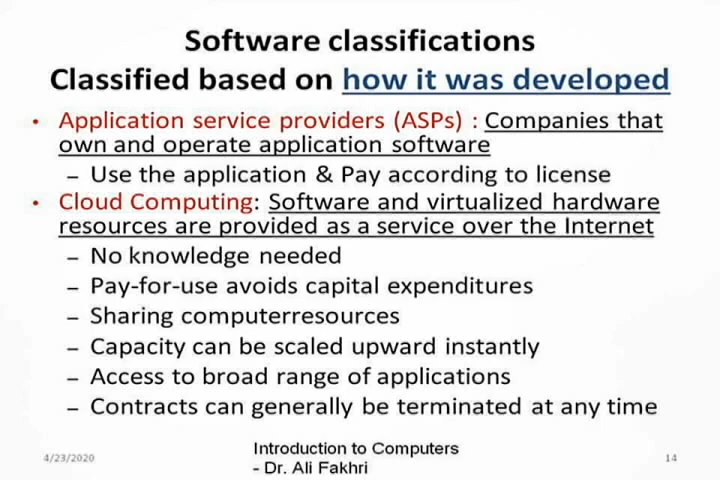 Software classifications
Classified based on how it was developed
• Application service providers (ASPs) : Companies that
own and operate application software
– Use the application & Pay according to license
• Cloud Computing: Software and virtualized hardware
resources are provided as a service over the Internet
– No knowledge needed
– Pay-for-use avoids capital expenditures
– Sharing computerresources
– Capacity can be scaled upward instantly
– Access to broad range of applications
– Contracts can generally be terminated at any time
4/23/2020
Introduction to Computers
- Dr. Ali Fakhri
14